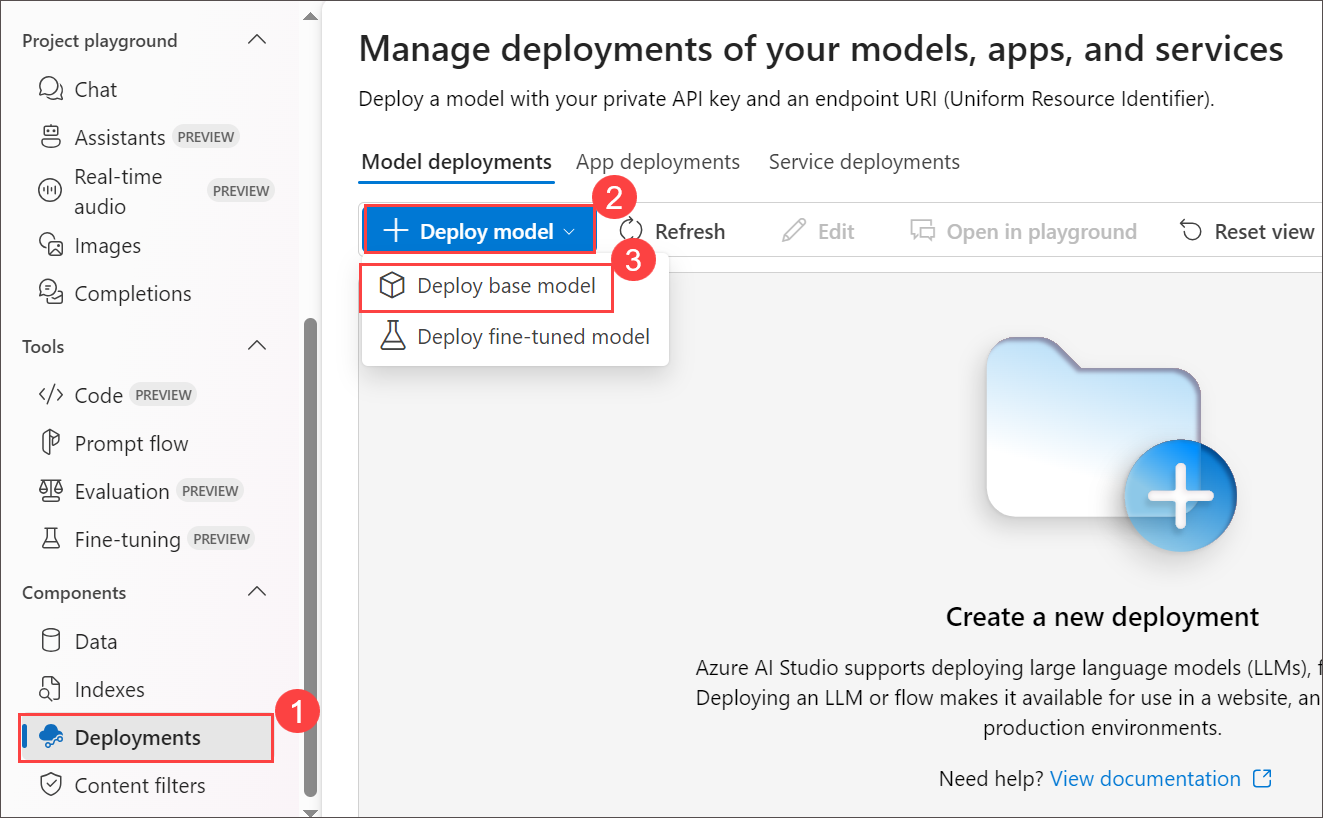 Project playground
Chat
Assistants PREVIEW
Real-time
audio
PREVIEW
Images
Completions
Tools
Code PREVIEW
Prompt flow
Evaluation PREVIEW
Fine-tuning PREVIEW
Components
Data
Indexes
1
Deployments
Content filters
Manage deployments of your models, apps, and services
Deploy a model with your private API key and an endpoint URI (Uniform Resource Identifier).
Model deployments App deployments Service deployments
2
Deploy model Refresh Edit Open in playground Reset view
3
Deploy base model
Deploy fine-tuned model
Create a new deployment
Azure AI Studio supports deploying large language models (LLMs), f
Deploying an LLM or flow makes it available for use in a website, an
production environments.
Need help? View documentation